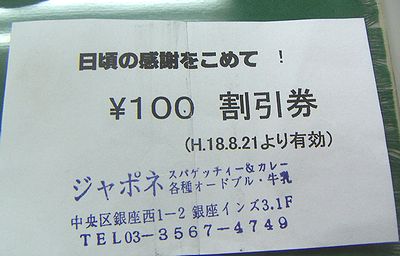 日頃の感謝をこめて！
¥100 割引券
(H.18.8.21より有効)
ジャポネ スパゲッティー&カレー
各種オードブル・牛乳
中央区銀座西1-2 銀座インズ3.1F
TEL03-3567-4749